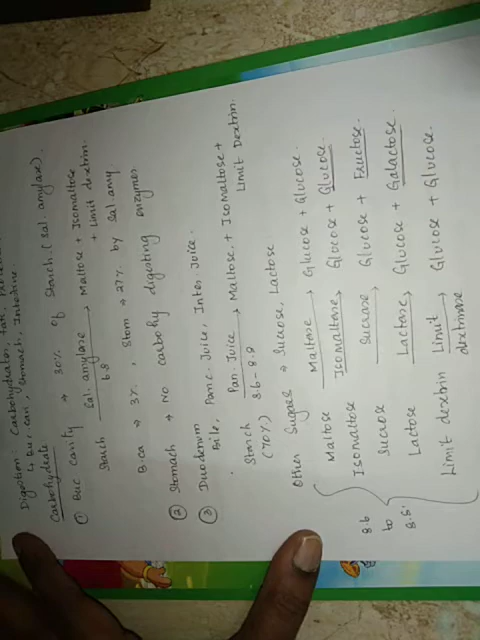 Digestion: Carbohydrates, Fats,
↳ Buc cavi, Stomach, Intestine
Carbohydrate
① Buc cavity → 30% of Starch. (Sal. amylase).
Starch Sal. amylase → Maltose + Isomaltose
6.8 + Limit dextrin.
B.ca → 3%, Stom → 27% by Sal. amy.
② Stomach → No carbohy digesting enzymes.
③ Duodenum
Bile, Panc. Juice, Intes. Juice.
Starch Pan. Juice → Maltose + Isomaltose +
(70%) 8.6 - 8.8 Limit Dextrin.
Other Sugars → Sucrose, Lactose
Maltose Maltase → Glucose + Glucose.
Isomaltose Isomaltase → Glucose + Glucose.
Sucrose Sucrase → Glucose + Fructose.
Lactose Lactase → Glucose + Galactose.
Limit dextrin Limit dextrinase → Glucose + Glucose.
8.6
to
8.8.